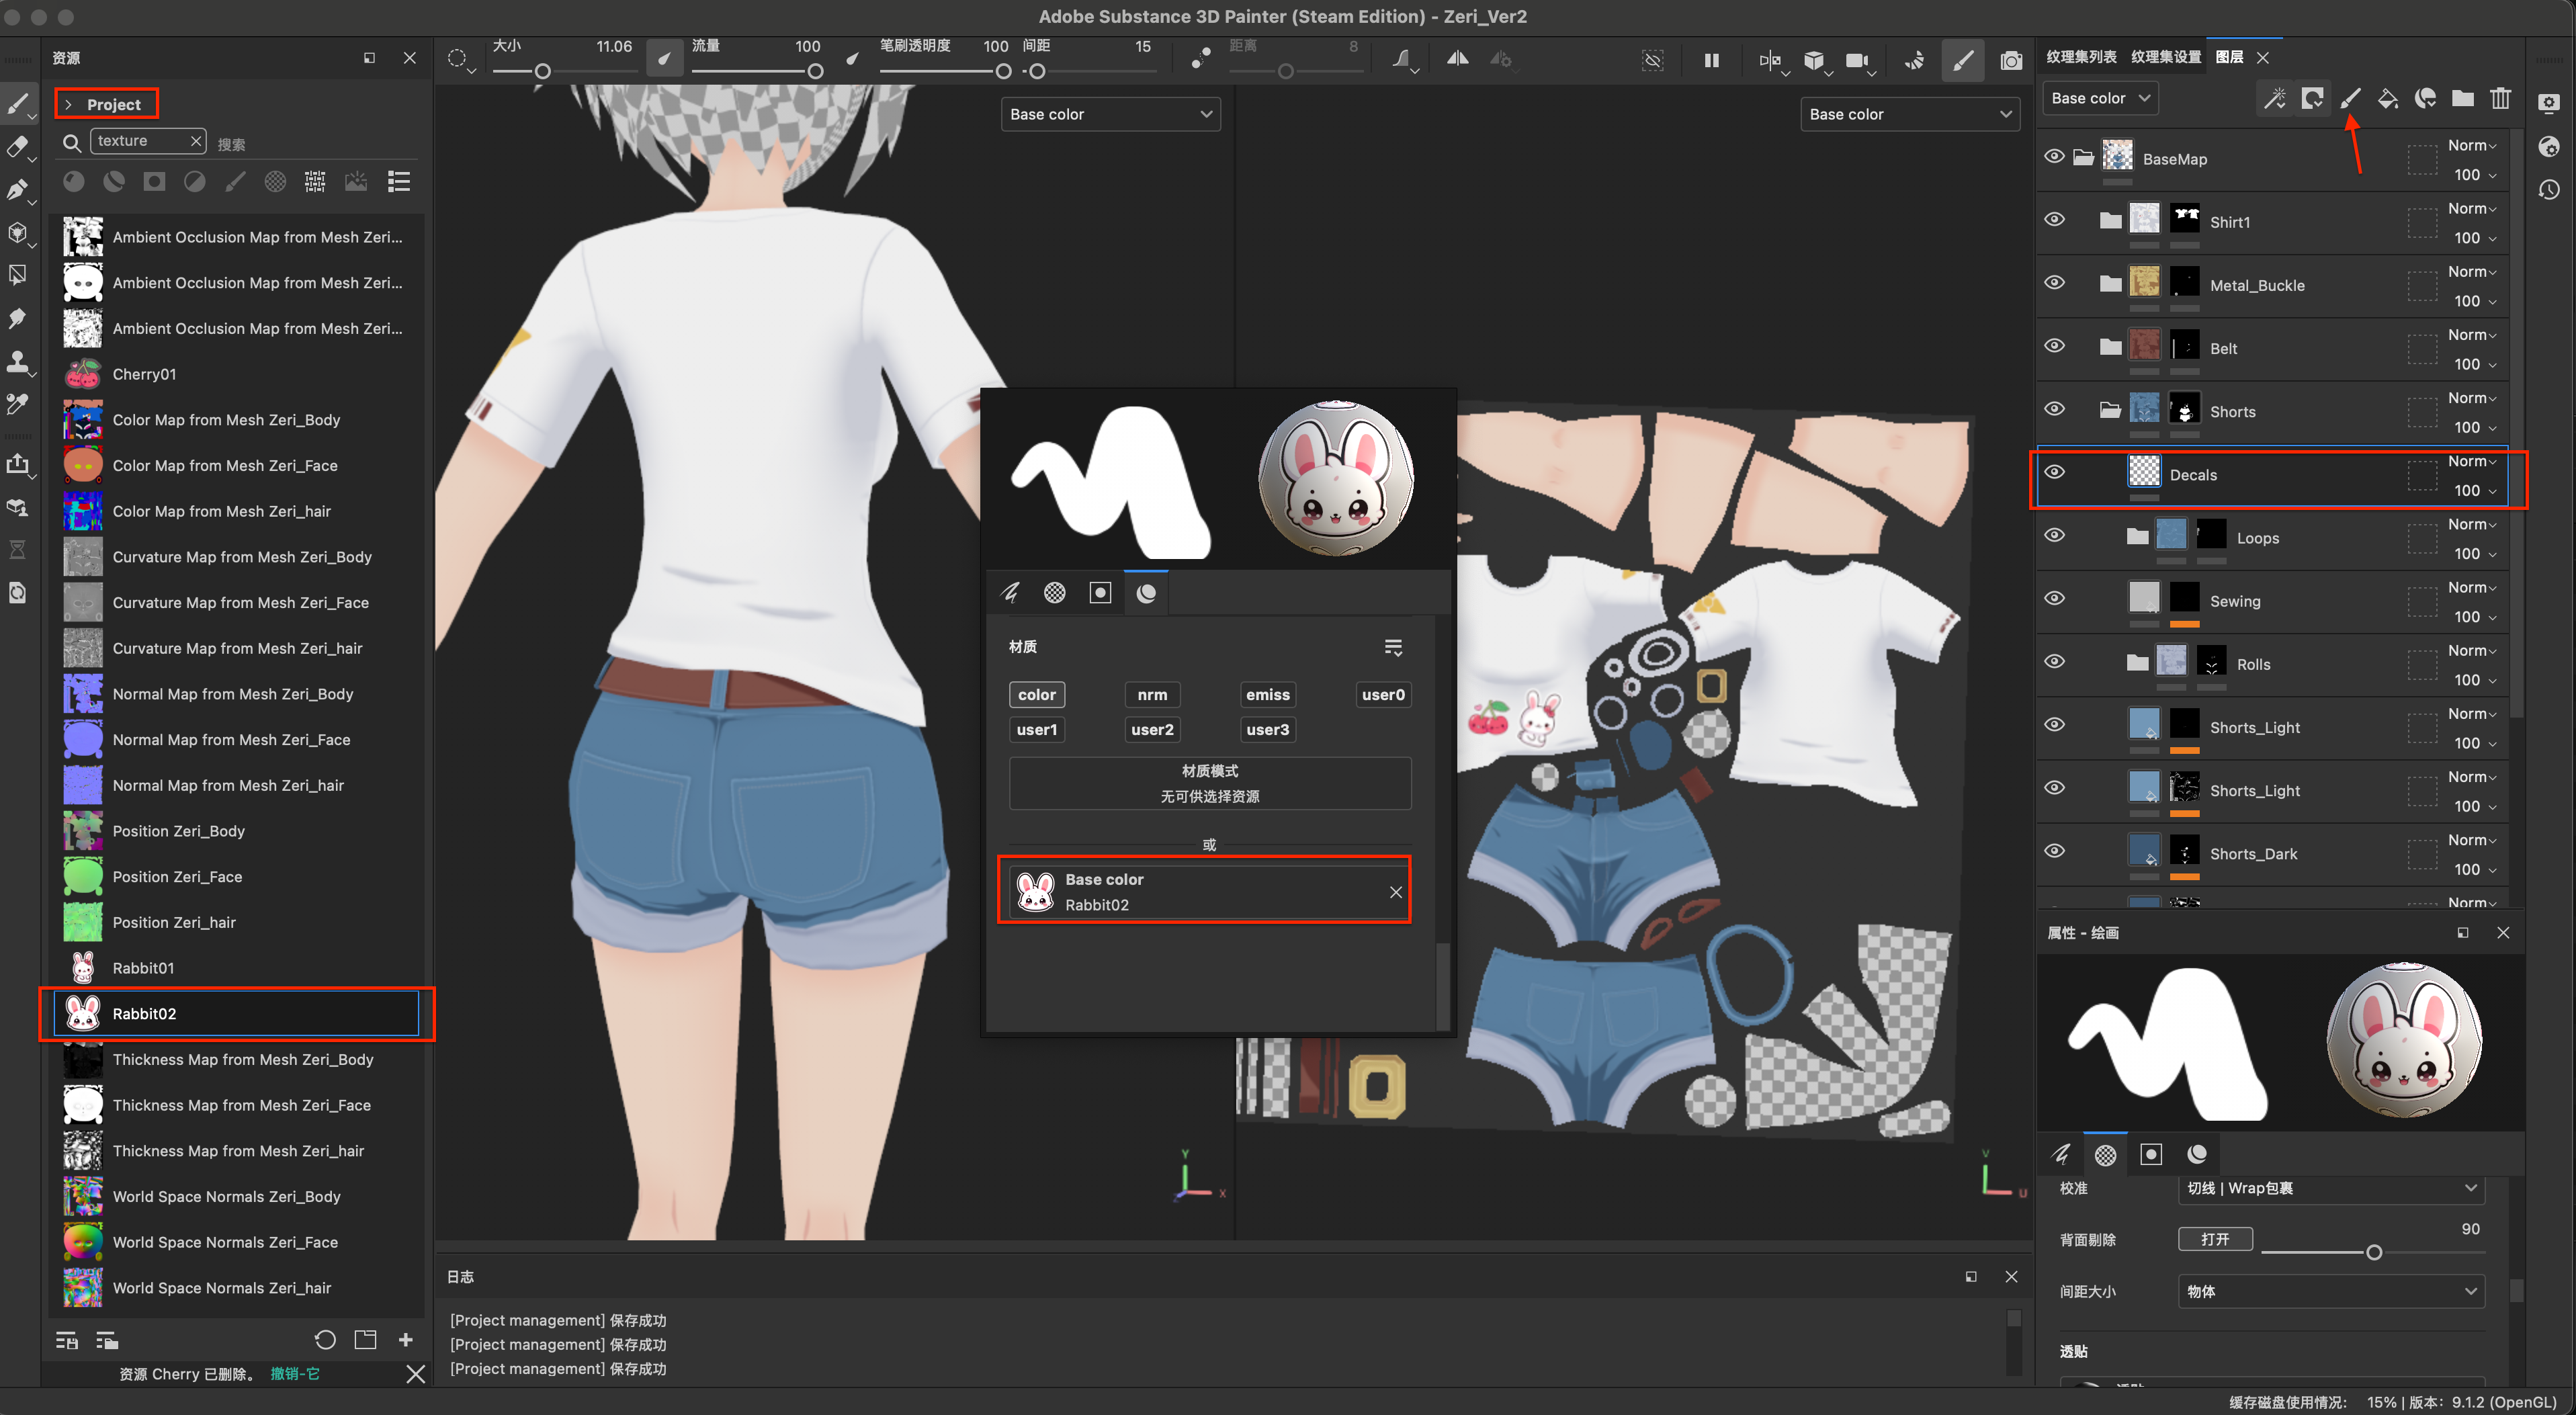 Adobe Substance 3D Painter (Steam Edition) - Zeri_Ver2
资源
Project
texture
搜索
Ambient Occlusion Map from Mesh Zeri...
Ambient Occlusion Map from Mesh Zeri...
Ambient Occlusion Map from Mesh Zeri...
Cherry01
Color Map from Mesh Zeri_Body
Color Map from Mesh Zeri_Face
Color Map from Mesh Zeri_hair
Curvature Map from Mesh Zeri_Body
Curvature Map from Mesh Zeri_Face
Curvature Map from Mesh Zeri_hair
Normal Map from Mesh Zeri_Body
Normal Map from Mesh Zeri_Face
Normal Map from Mesh Zeri_hair
Position Zeri_Body
Position Zeri_Face
Position Zeri_hair
Rabbit01
Rabbit02
Thickness Map from Mesh Zeri_Body
Thickness Map from Mesh Zeri_Face
Thickness Map from Mesh Zeri_hair
World Space Normals Zeri_Body
World Space Normals Zeri_Face
World Space Normals Zeri_hair
资源 Cherry 已删除。 撤销-它
大小 11.06
流量 100
笔刷透明度 100
间距 15
距离 8
Base color
Base color
材质
color nrm emiss user0
user1 user2 user3
材质模式
无可供选择资源
或
Base color
Rabbit02
Y
X
Z
V
U
日志
[Project management] 保存成功
[Project management] 保存成功
[Project management] 保存成功
纹理集列表 纹理集设置 图层
Base color
BaseMap Norm 100
Shirt1 Norm 100
Metal_Buckle Norm 100
Belt Norm 100
Shorts Norm 100
Decals Norm 100
Loops Norm 100
Sewing Norm 100
Rolls Norm 100
Shorts_Light Norm 100
Shorts_Light Norm 100
Shorts_Dark Norm 100
Norm
属性 - 绘画
校准 切线 | Wrap包裹
背面剔除 打开 90
间距大小 物体
透贴
缓存磁盘使用情况: 15% | 版本: 9.1.2 (OpenGL)